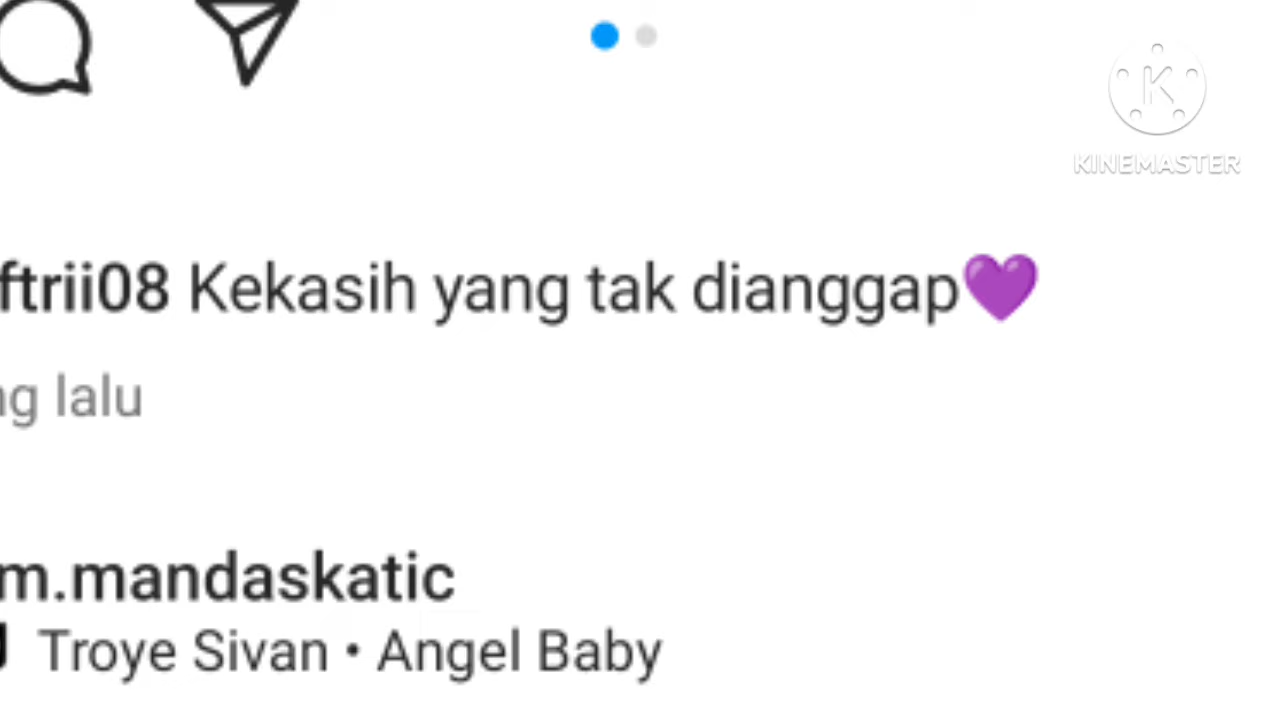 KINEMASTER
ftrii08 Kekasih yang tak dianggap💜
ng lalu
m.mandaskatic
Troye Sivan • Angel Baby